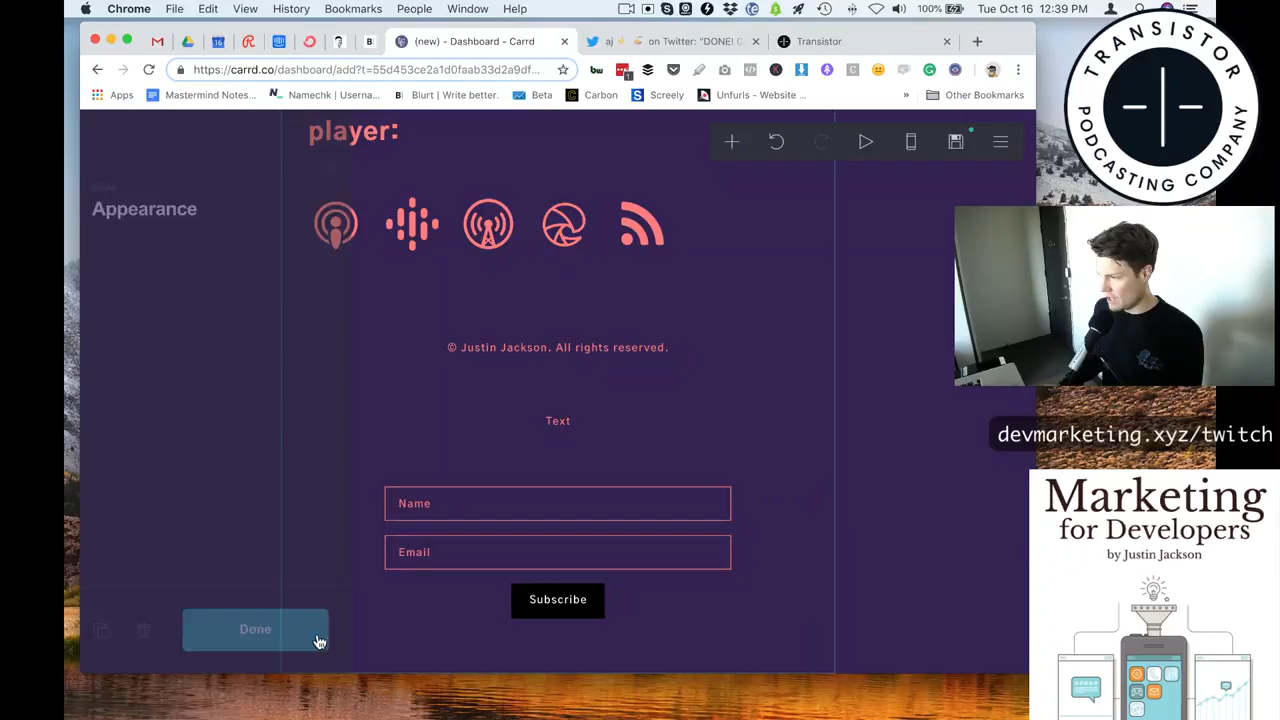 Chrome File Edit View History Bookmarks People Window Help 100% Tue Oct 16 12:39 PM
16 (new) - Dashboard - Carrd aj on Twitter: "DONE! C Transistor
https://carrd.co/dashboard/add?t=55d453ce2a1d0faab33d2a9df...
Apps Mastermind Notes... Namechk | Userna... Blurt | Write better. Beta Carbon Screely Unfurls - Website ... » Other Bookmarks
player:
Appearance
© Justin Jackson. All rights reserved.
Text
Name
Email
Subscribe
Done
TRANSISTOR
PODCASTING COMPANY
devmarketing.xyz/twitch
Marketing
for Developers
by Justin Jackson